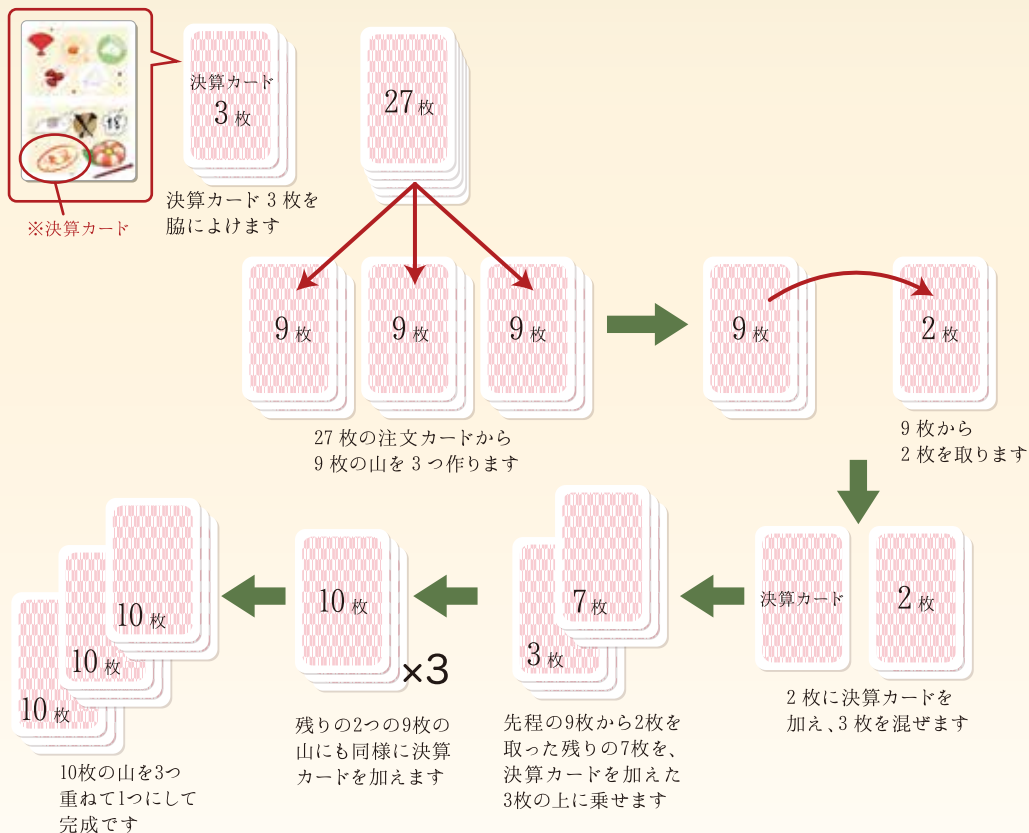 決算カード
3枚
27枚
※決算カード
決算カード3枚を
脇によけます
9枚
9枚
9枚
9枚
2枚
27枚の注文カードから
9枚の山を3つ作ります
9枚から
2枚を取ります
決算カード
2枚
2枚に決算カードを
加え、3枚を混ぜます
7枚
3枚
先程の9枚から2枚を
取った残りの7枚を、
決算カードを加えた
3枚の上に乗せます
10枚
×3
残りの2つの9枚の
山にも同様に決算
カードを加えます
10枚
10枚
10枚
10枚の山を3つ
重ねて1つにして
完成です